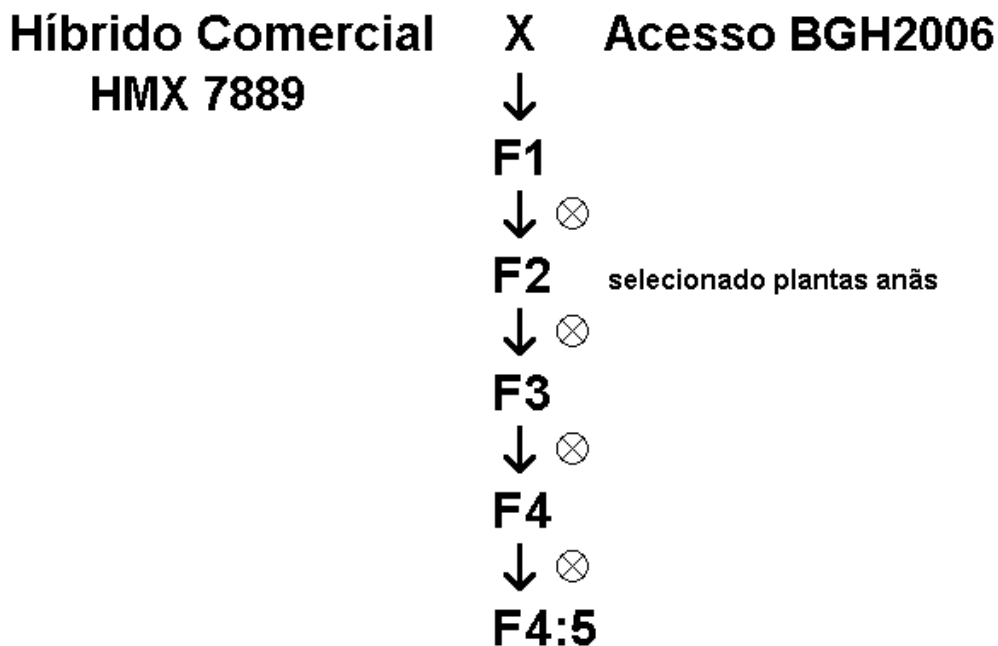 Híbrido Comercial X Acesso BGH2006
HMX 7889
F1
F2 selecionado plantas anãs
F3
F4
F4:5